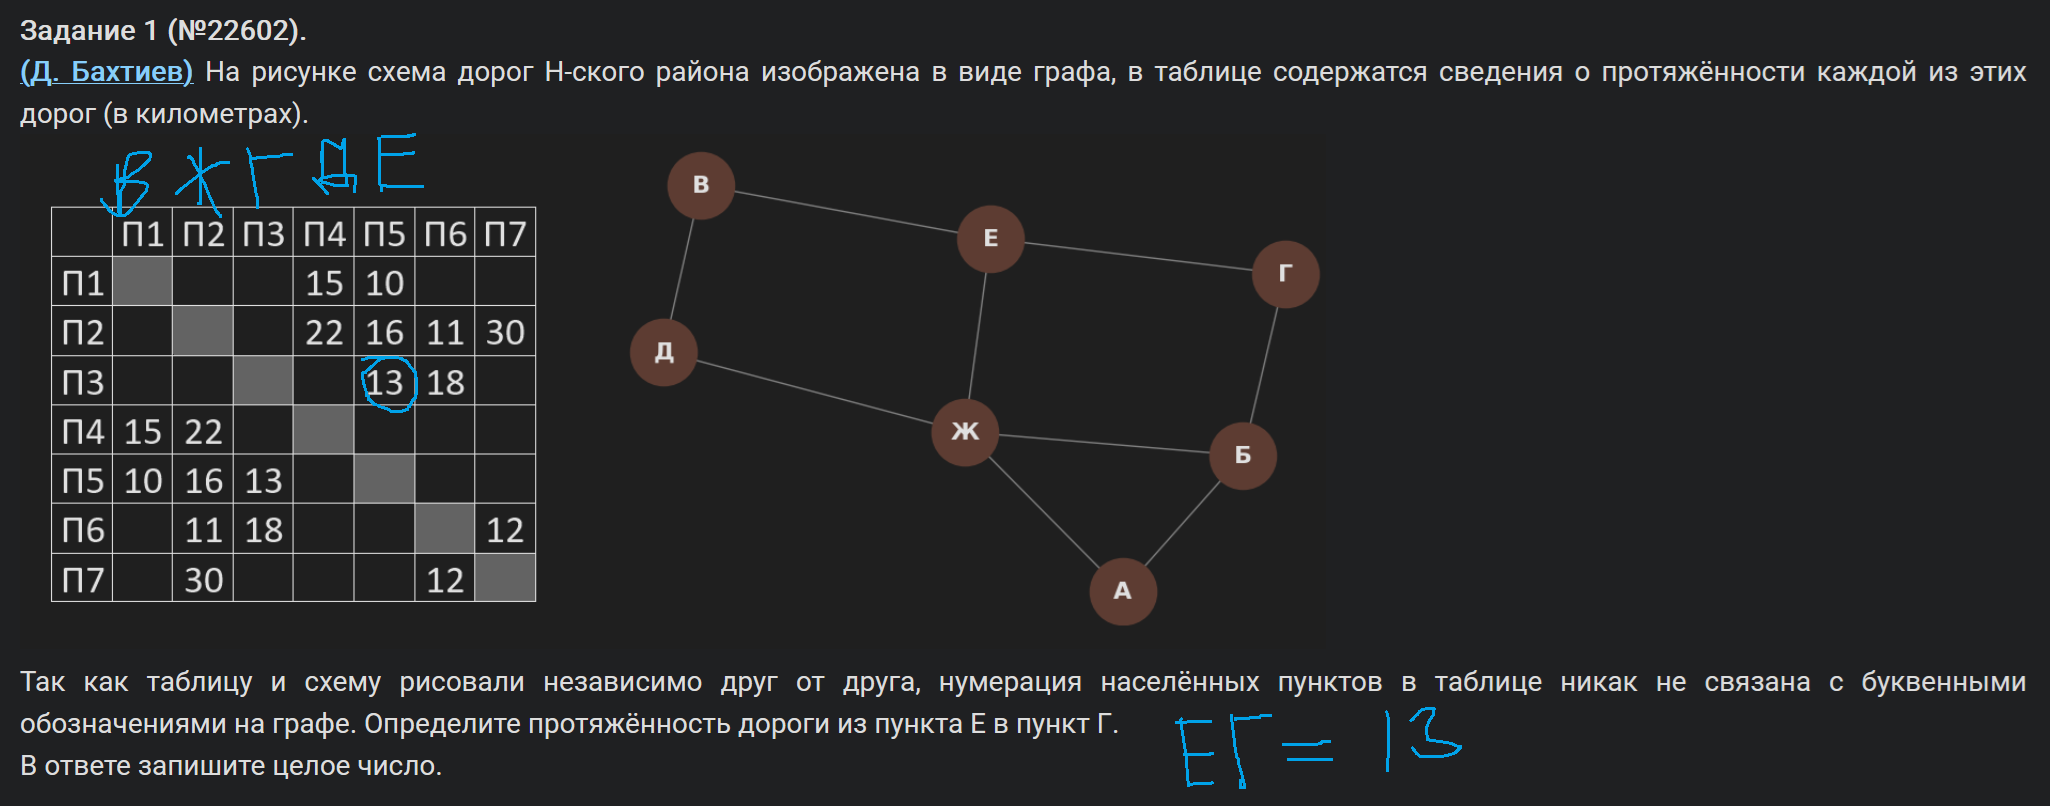 Задание 1 (№22602).
(Д. Бахтиев) На рисунке схема дорог Н-ского района изображена в виде графа, в таблице содержатся сведения о протяжённости каждой из этих
дорог (в километрах).
В Ж Г Д Е
П1 П2 П3 П4 П5 П6 П7
П1 15 10
П2 22 16 11 30
П3 13 18
П4 15 22
П5 10 16 13
П6 11 18 12
П7 30 12
В
Е
Г
Д
Ж
Б
А
Так как таблицу и схему рисовали независимо друг от друга, нумерация населённых пунктов в таблице никак не связана с буквенными
обозначениями на графе. Определите протяжённость дороги из пункта Е в пункт Г.
ЕГ = 13
В ответе запишите целое число.